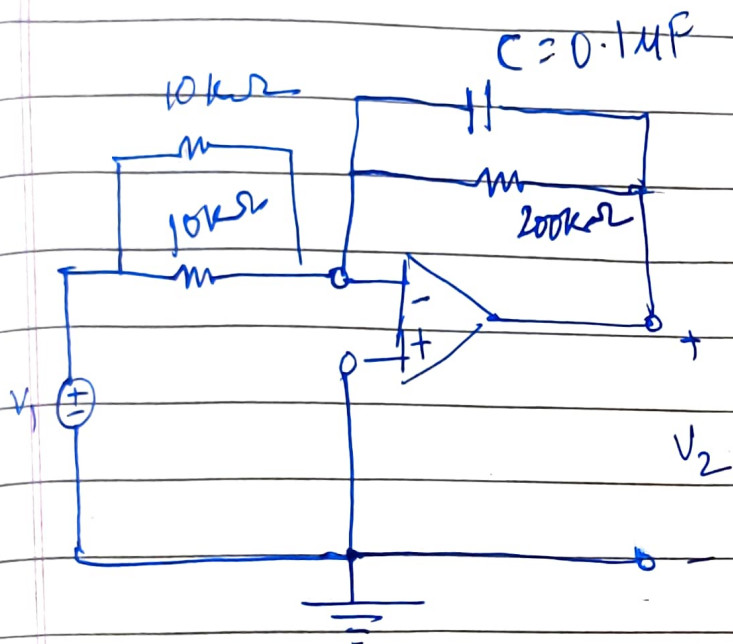 C = 0.1μF
10kΩ
10kΩ
200kΩ
-
+
+
V₁
±
V₂
-